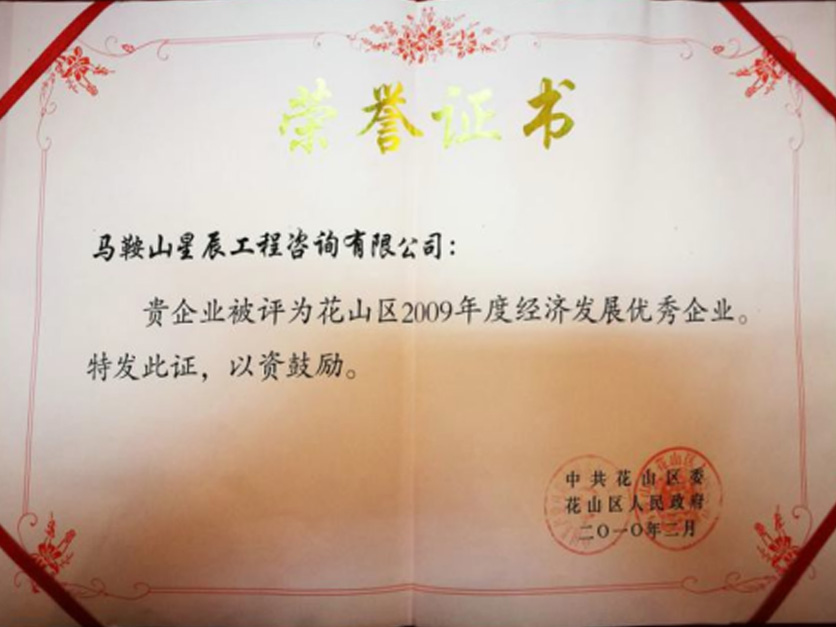 荣誉证书
马鞍山星辰工程咨询有限公司：
贵企业被评为花山区2009年度经济发展优秀企业。
特发此证，以资鼓励。
中共花山区委
花山区人民政府
二〇一〇年二月